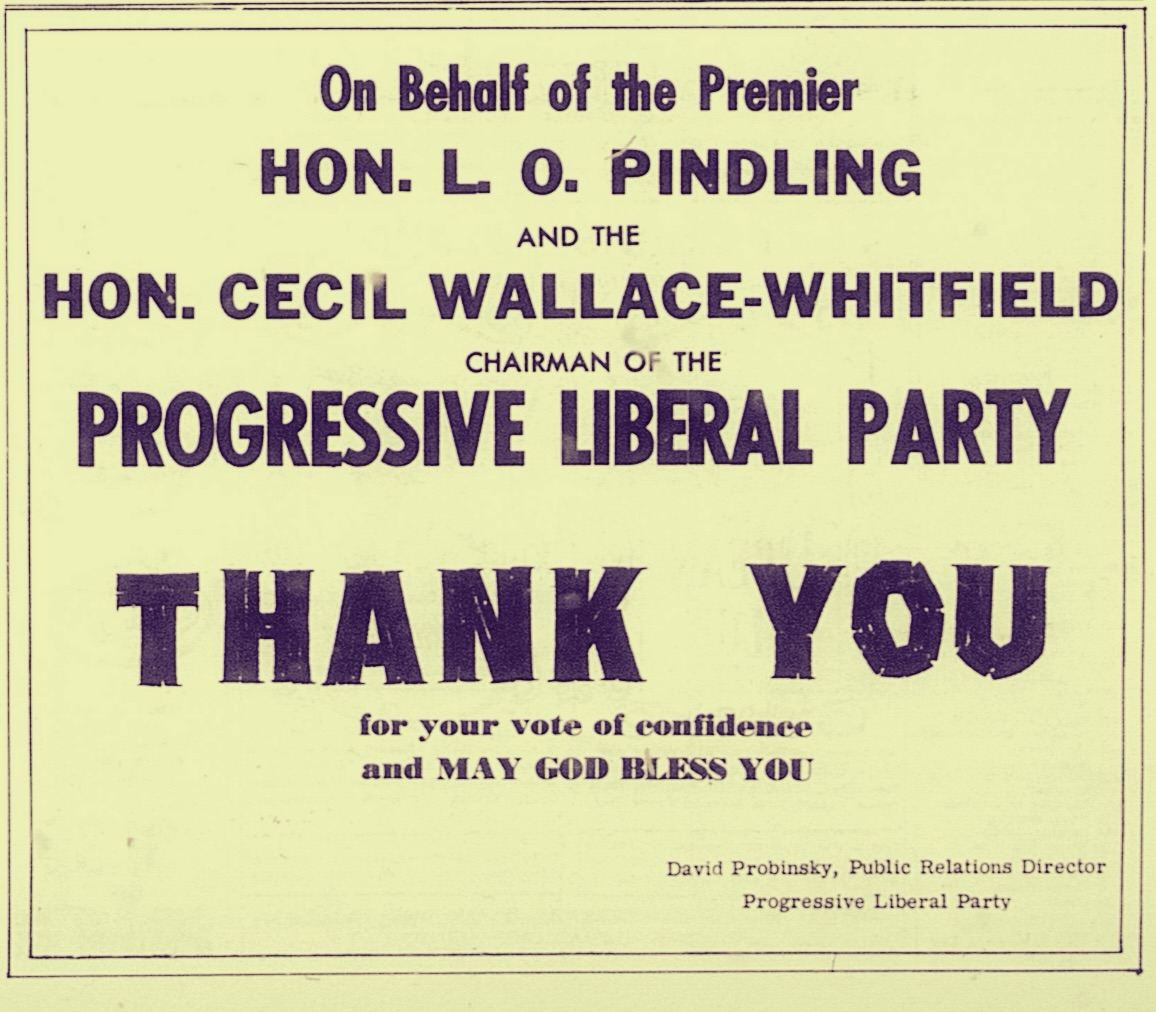 On Behalf of the Premier
HON. L. O. PINDLING
AND THE
HON. CECIL WALLACE-WHITFIELD
CHAIRMAN OF THE
PROGRESSIVE LIBERAL PARTY
THANK YOU
for your vote of confidence
and MAY GOD BLESS YOU
David Probinsky, Public Relations Director
Progressive Liberal Party